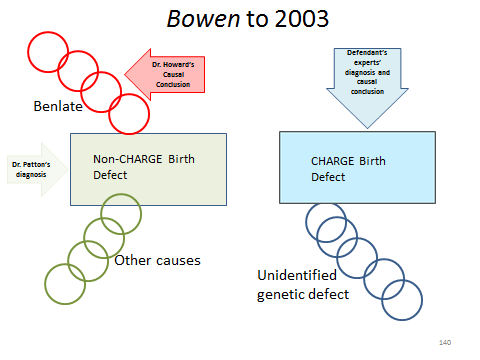 Bowen to 2003
Dr. Howard's
Causal
Conclusion
Defendant's
experts'
diagnosis and
causal
conclusion
Benlate
Dr. Patton's
diagnosis
Non-CHARGE Birth
Defect
CHARGE Birth
Defect
Other causes
Unidentified
genetic defect
140